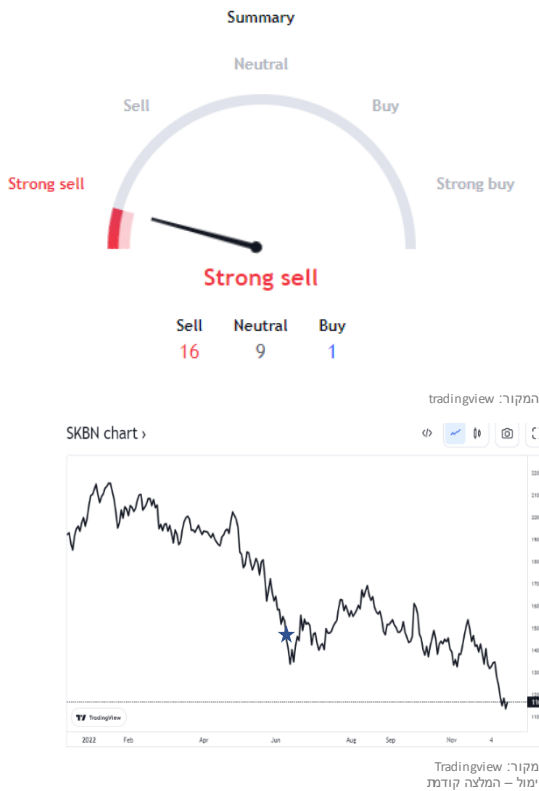 Summary
Neutral
Sell
Buy
Strong sell
Strong buy
Strong sell
Sell Neutral Buy
16 9 1
המקור: tradingview
SKBN chart ›
TradingView
2022 Feb Apr Jun Aug Sep Nov 4
מקור: Tradingview
ימול – המלצה קודמת